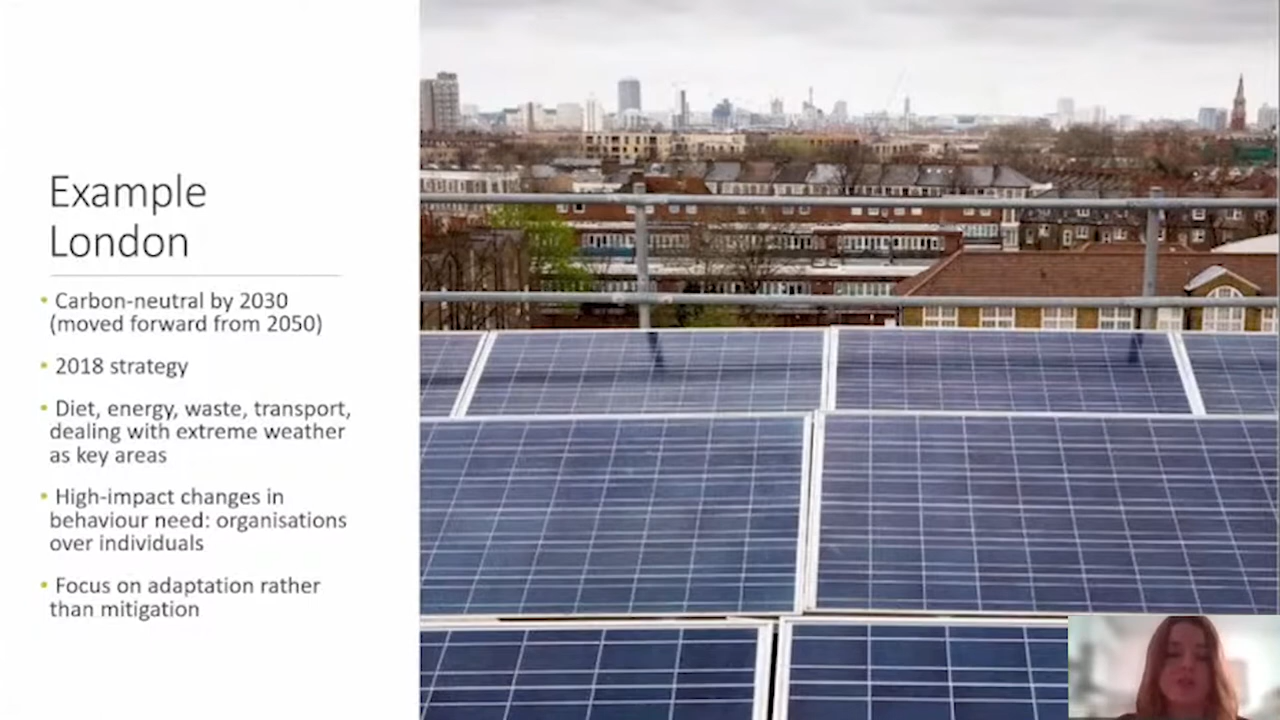 Example
London
• Carbon-neutral by 2030
(moved forward from 2050)
• 2018 strategy
• Diet, energy, waste, transport,
dealing with extreme weather
as key areas
• High-impact changes in
behaviour need: organisations
over individuals
• Focus on adaptation rather
than mitigation